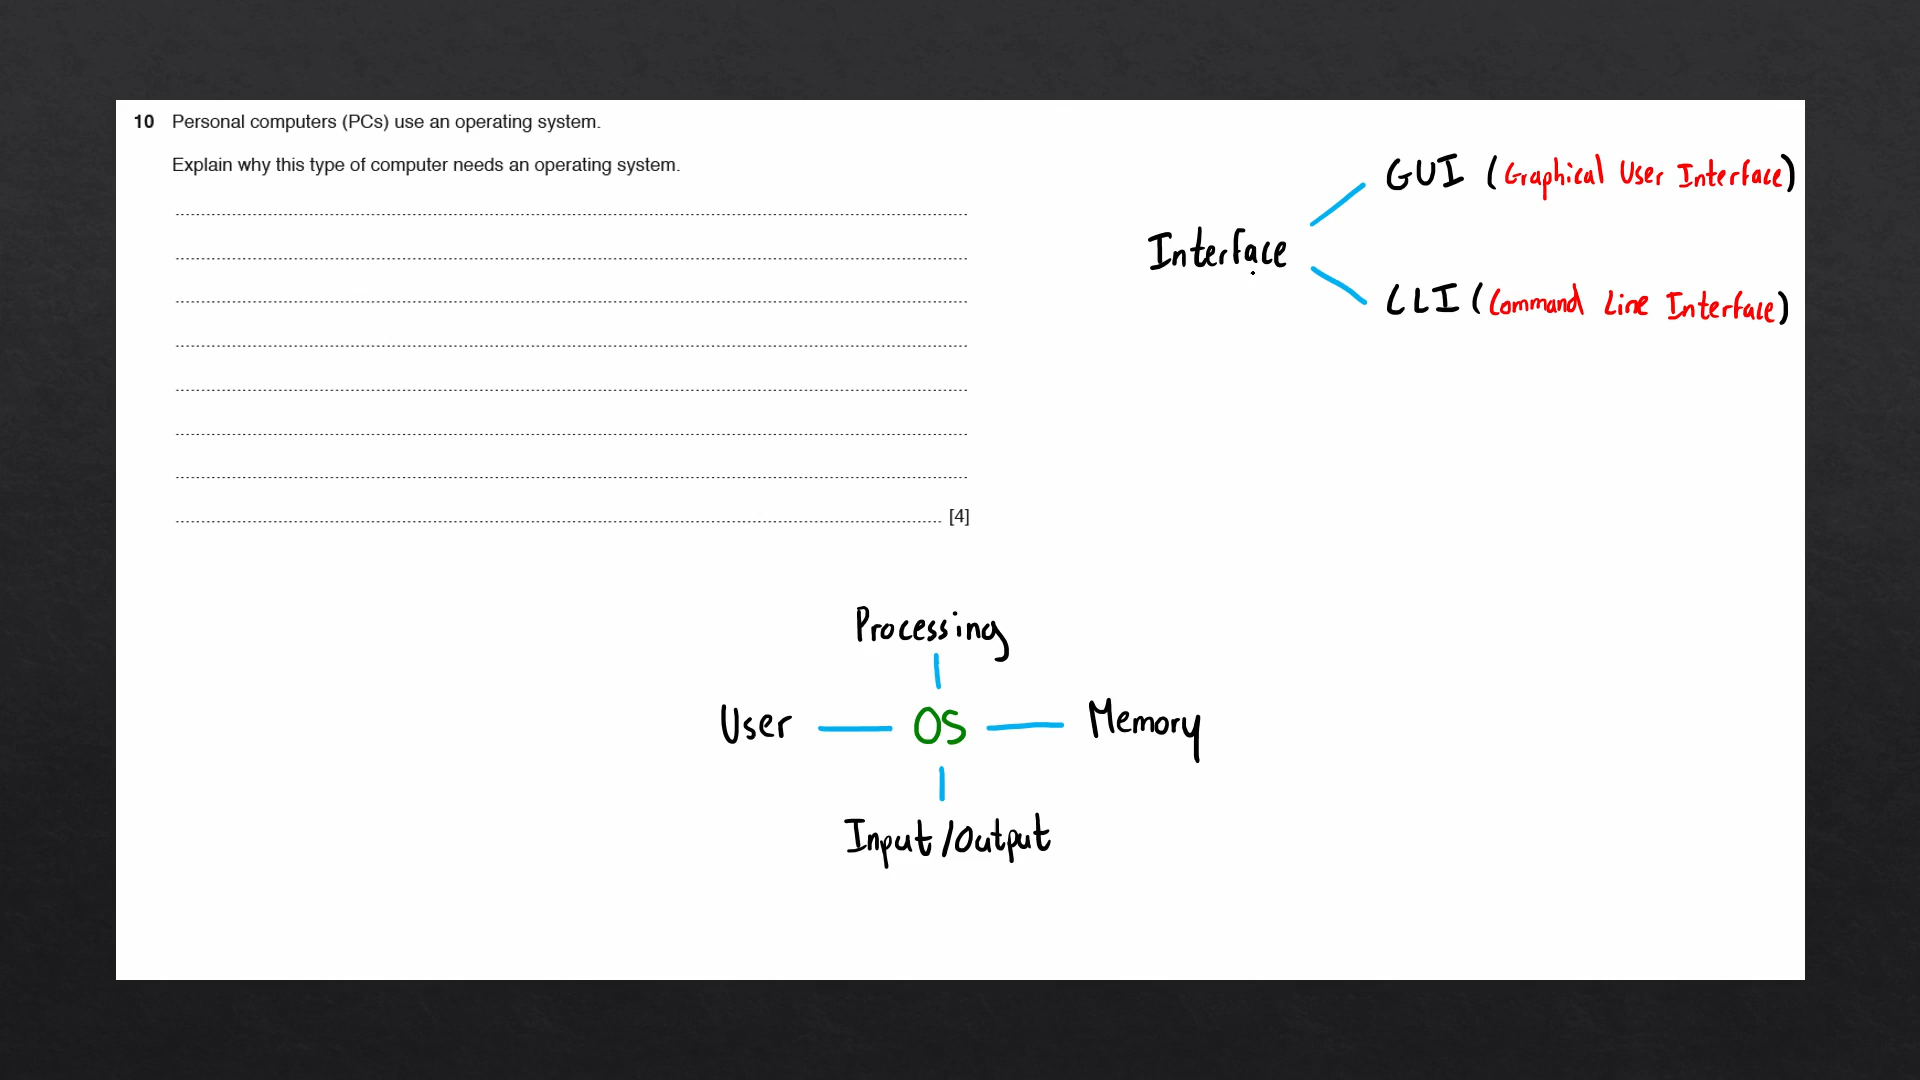 10 Personal computers (PCs) use an operating system.
Explain why this type of computer needs an operating system.
[4]
Interface
GUI (Graphical User Interface)
CLI (Command Line Interface)
Processing
User OS Memory
Input/Output